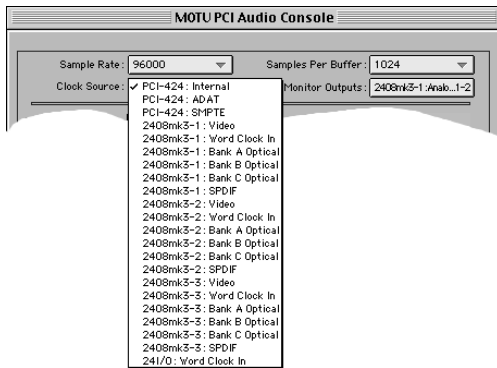 MOTU PCI Audio Console
Sample Rate: 96000 Samples Per Buffer: 1024
Clock Source: ✓ PCI-424: Internal Monitor Outputs: 2408mk3-1:Analo...1-2
PCI-424: ADAT
PCI-424: SMPTE
2408mk3-1: Video
2408mk3-1: Word Clock In
2408mk3-1: Bank A Optical
2408mk3-1: Bank B Optical
2408mk3-1: Bank C Optical
2408mk3-1: SPDIF
2408mk3-2: Video
2408mk3-2: Word Clock In
2408mk3-2: Bank A Optical
2408mk3-2: Bank B Optical
2408mk3-2: Bank C Optical
2408mk3-2: SPDIF
2408mk3-3: Video
2408mk3-3: Word Clock In
2408mk3-3: Bank A Optical
2408mk3-3: Bank B Optical
2408mk3-3: Bank C Optical
2408mk3-3: SPDIF
24I/O: Word Clock In